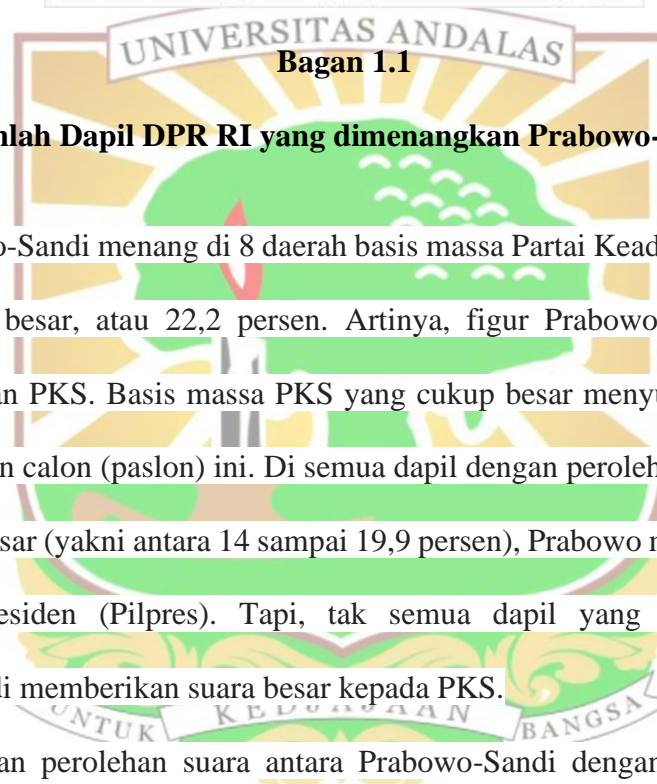 UNIVERSITAS ANDALAS
Bagan 1.1
lah Dapil DPR RI yang dimenangkan Prabowo-
o-Sandi menang di 8 daerah basis massa Partai Kead
besar, atau 22,2 persen. Artinya, figur Prabowo
n PKS. Basis massa PKS yang cukup besar menyu
n calon (paslon) ini. Di semua dapil dengan peroleh
sar (yakni antara 14 sampai 19,9 persen), Prabowo
esiden (Pilpres). Tapi, tak semua dapil yang
di memberikan suara besar kepada PKS.
UNTUK KEDJAJAAN BANGSA
an perolehan suara antara Prabowo-Sandi dengan